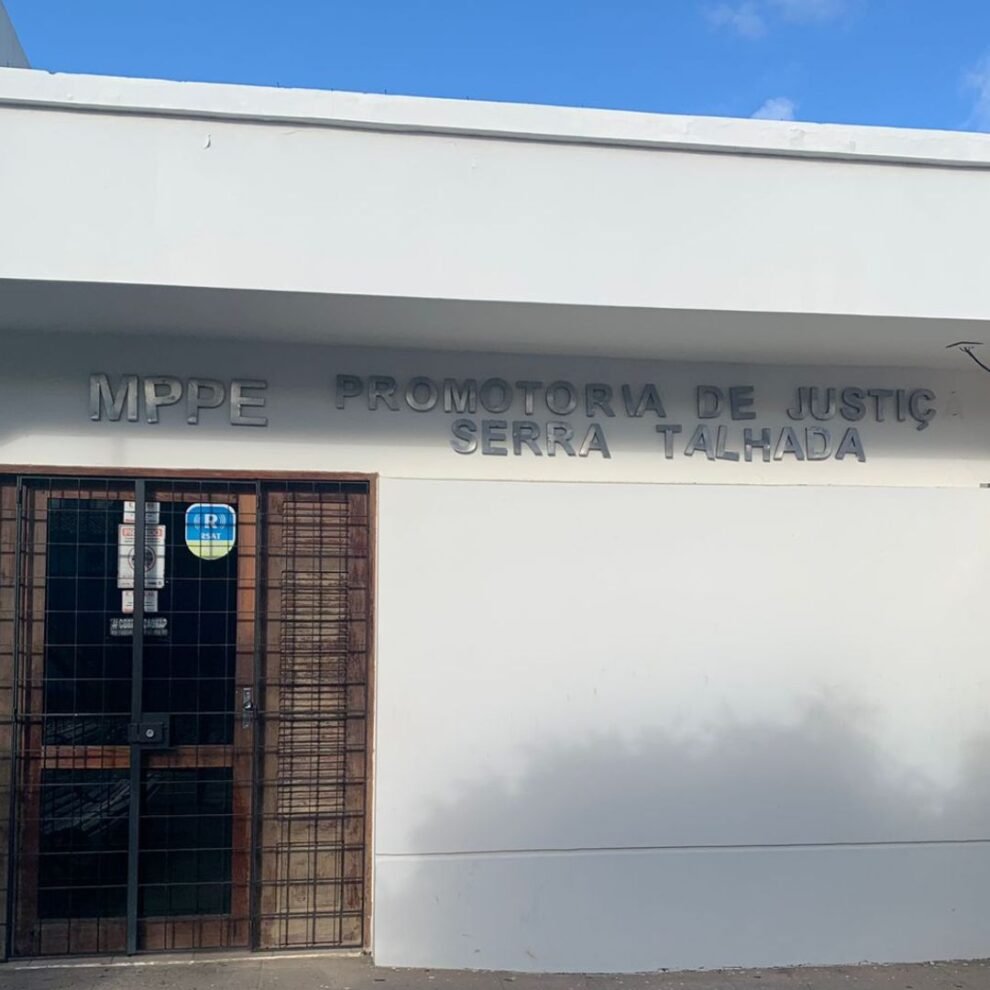 MPPE PROMOTORIA DE JUSTIÇ
SERRA TALHADA
R
RSAT